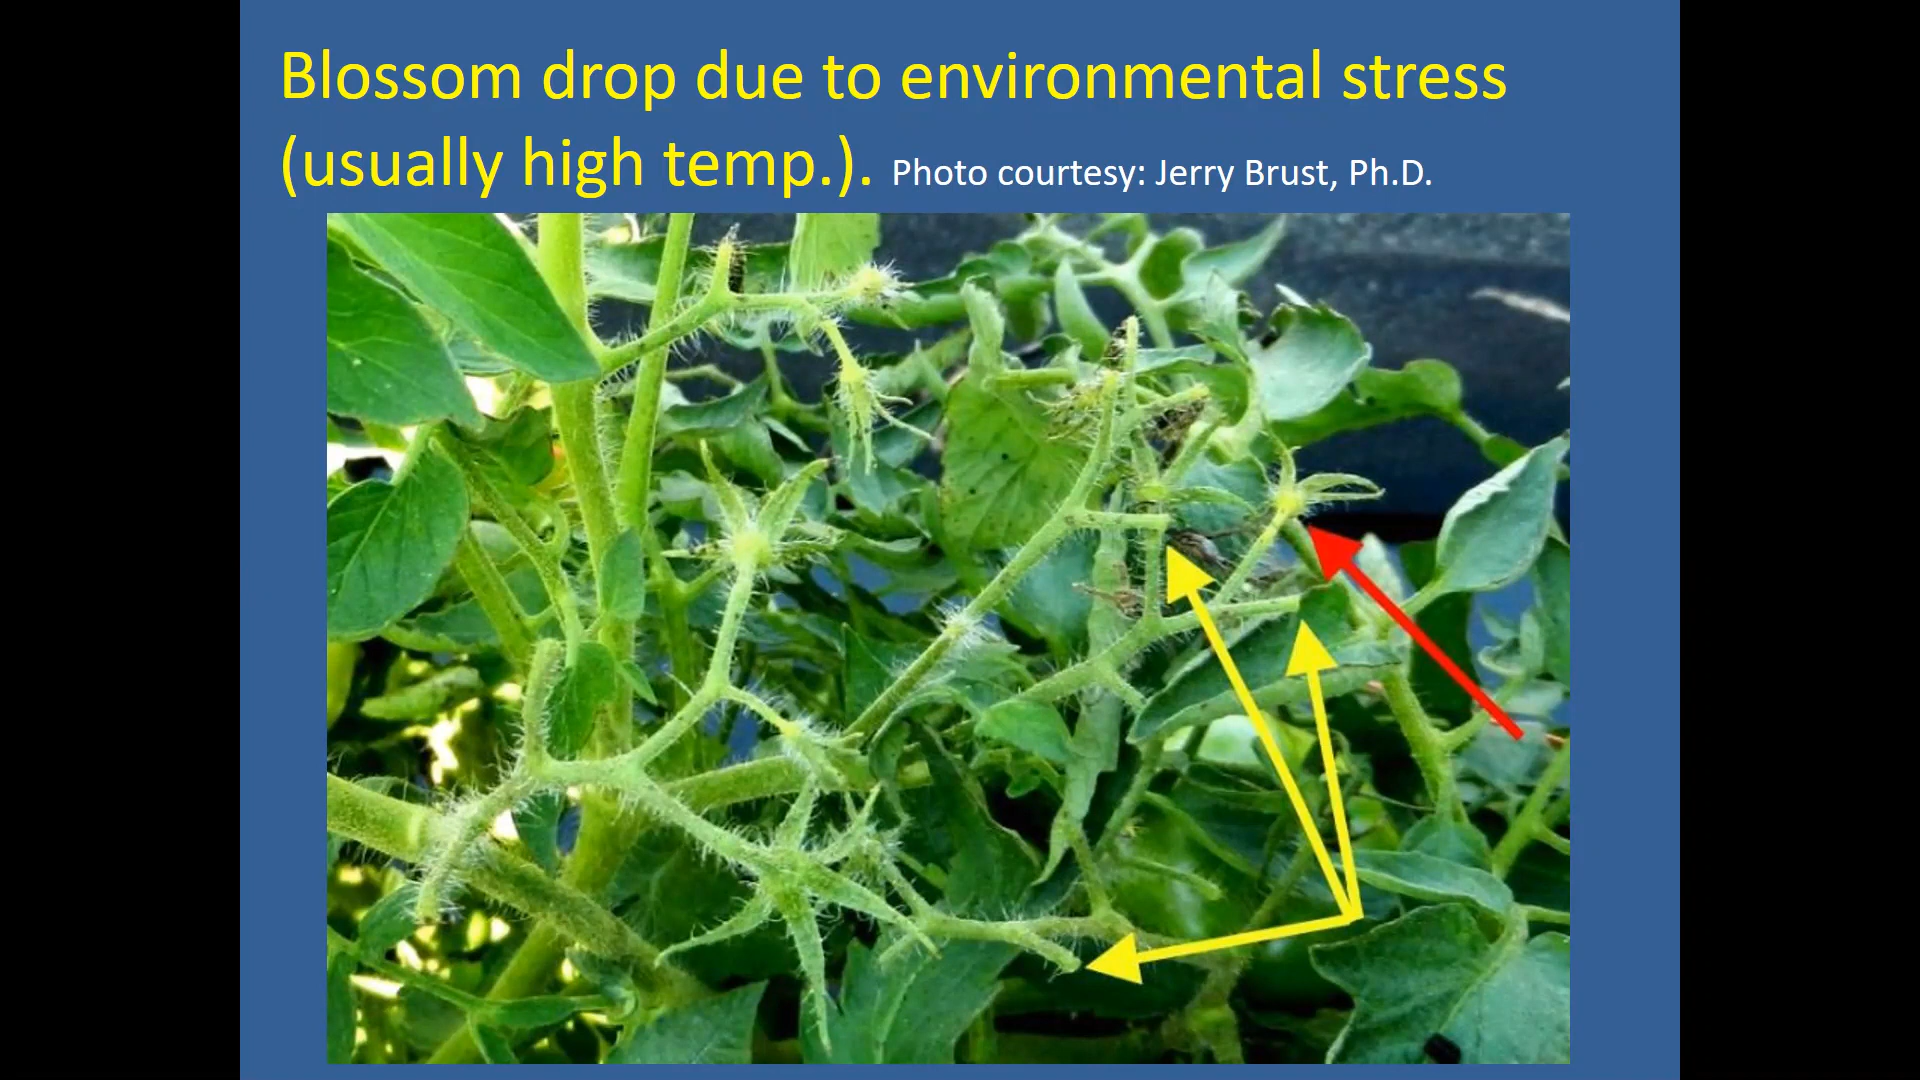 Blossom drop due to environmental stress
(usually high temp.). Photo courtesy: Jerry Brust, Ph.D.